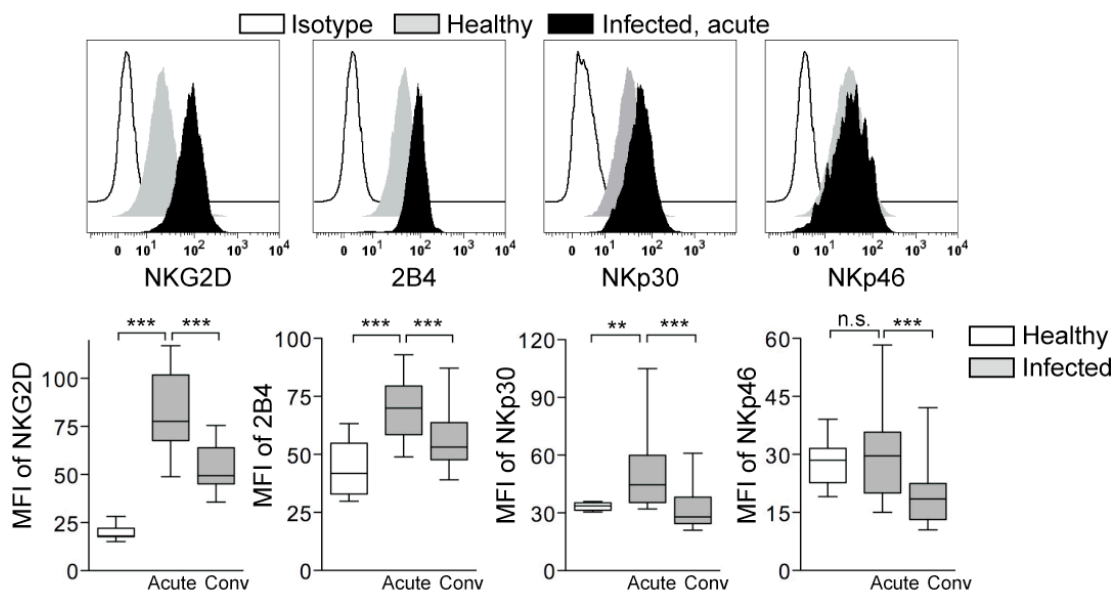 Isotype Healthy Infected, acute
0 10¹ 10² 10³ 10⁴ 0 10¹ 10² 10³ 10⁴ 0 10¹ 10² 10³ 0 10¹ 10² 10³ 10⁴
NKG2D 2B4 NKp30 NKp46
MFI of NKG2D
*** ***
100
75
50
25
0
Acute Conv
MFI of 2B4
*** ***
100
75
50
25
0
Acute Conv
MFI of NKp30
** ***
120
90
60
30
0
Acute Conv
MFI of NKp46
n.s. ***
60
45
30
15
0
Acute Conv
Healthy
Infected